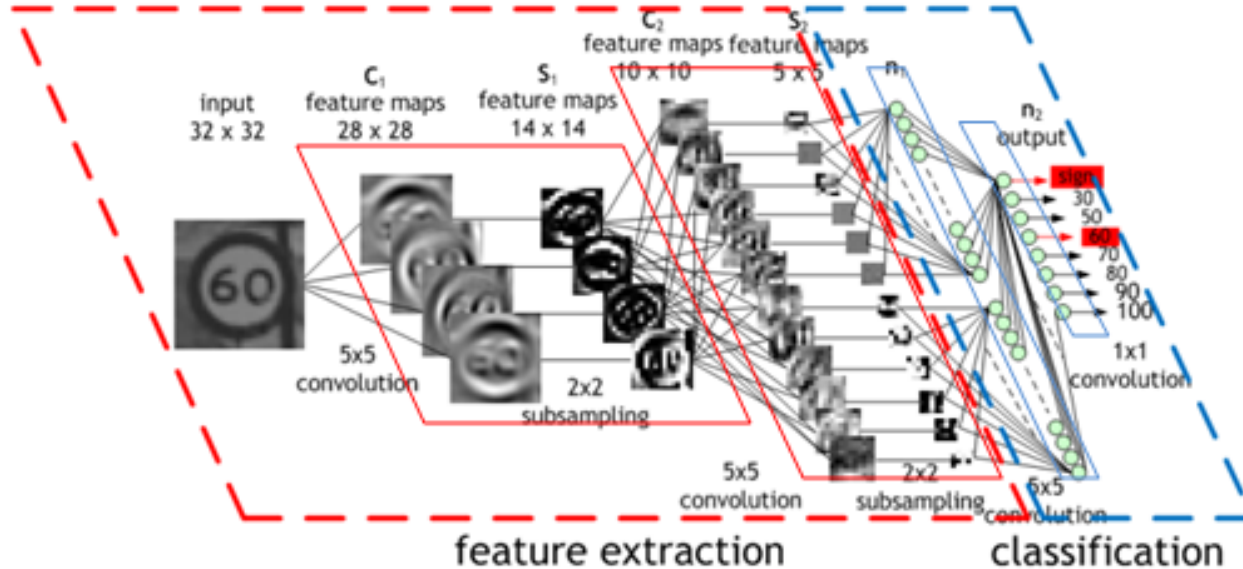 input
32 x 32
C₁
feature maps
28 x 28
S₁
feature maps
14 x 14
C₂
feature maps
10 x 10
S₂
feature maps
5 x 5
n₁
n₂
output
60
sign
30
50
60
70
80
90
100
5x5
convolution
2x2
subsampling
5x5
convolution
2x2
subsampling
5x5
convolution
1x1
convolution
feature extraction
classification